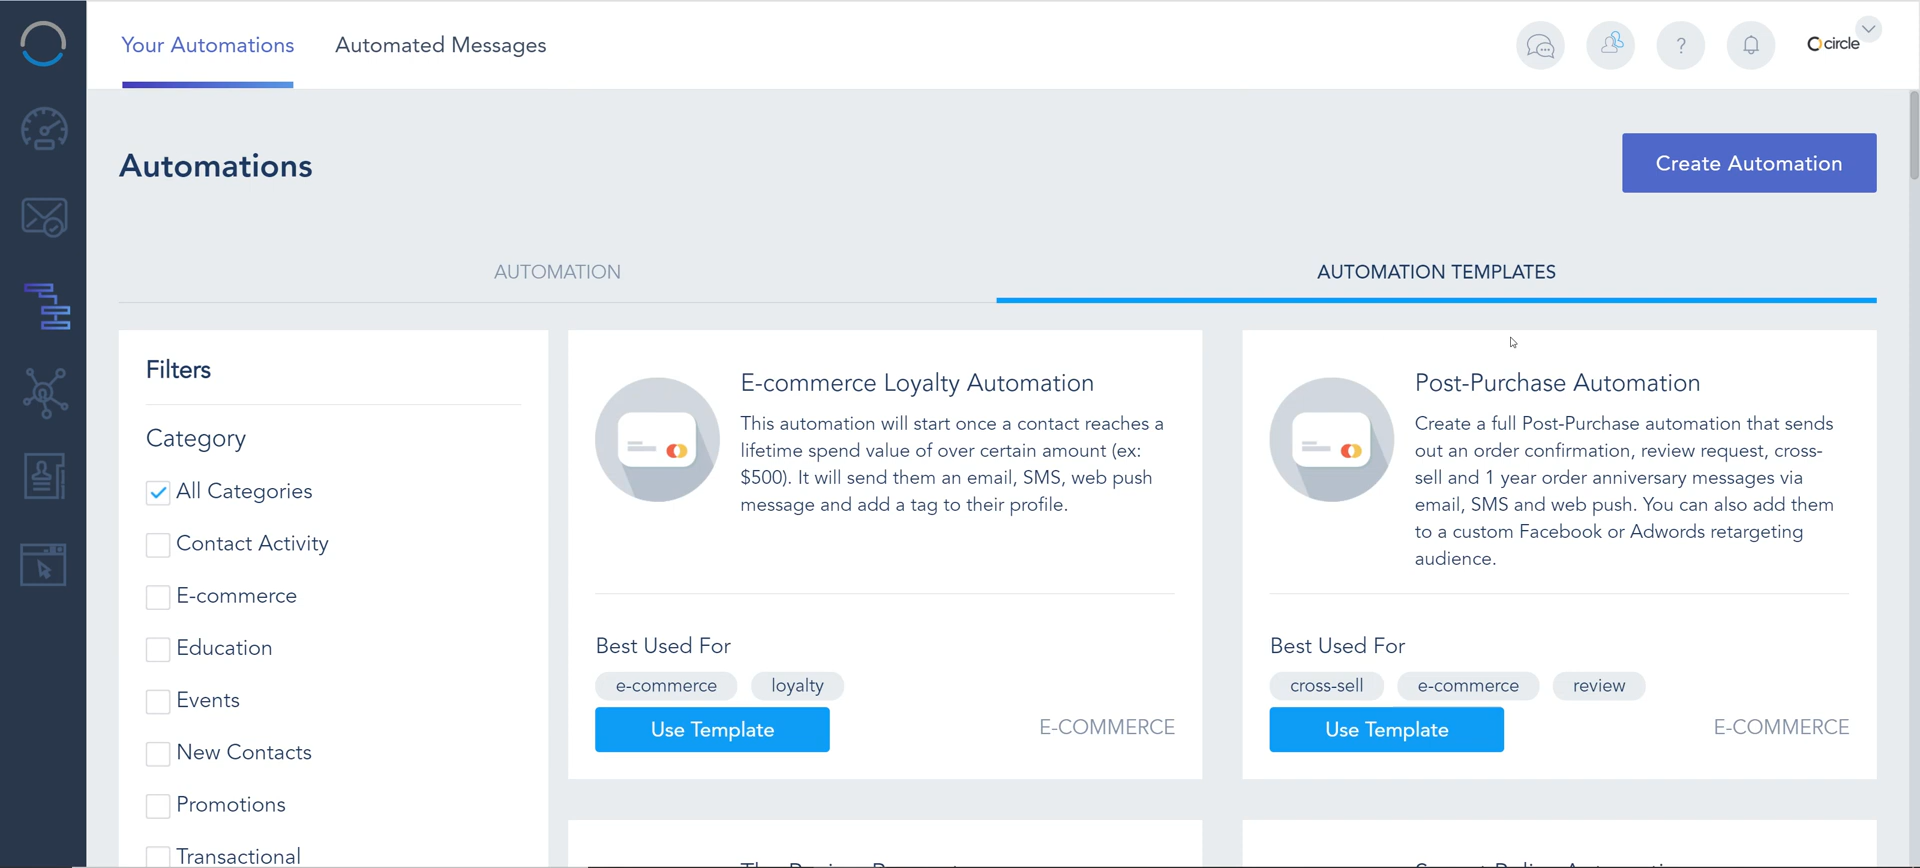 Your Automations
Automated Messages
?
circle
Automations
Create Automation
AUTOMATION
AUTOMATION TEMPLATES
Filters
Category
All Categories
Contact Activity
E-commerce
Education
Events
New Contacts
Promotions
Transactional
E-commerce Loyalty Automation
This automation will start once a contact reaches a
lifetime spend value of over certain amount (ex:
$500). It will send them an email, SMS, web push
message and add a tag to their profile.
Best Used For
e-commerce
loyalty
Use Template
E-COMMERCE
Post-Purchase Automation
Create a full Post-Purchase automation that sends
out an order confirmation, review request, cross-
sell and 1 year order anniversary messages via
email, SMS and web push. You can also add them
to a custom Facebook or Adwords retargeting
audience.
Best Used For
cross-sell
e-commerce
review
Use Template
E-COMMERCE